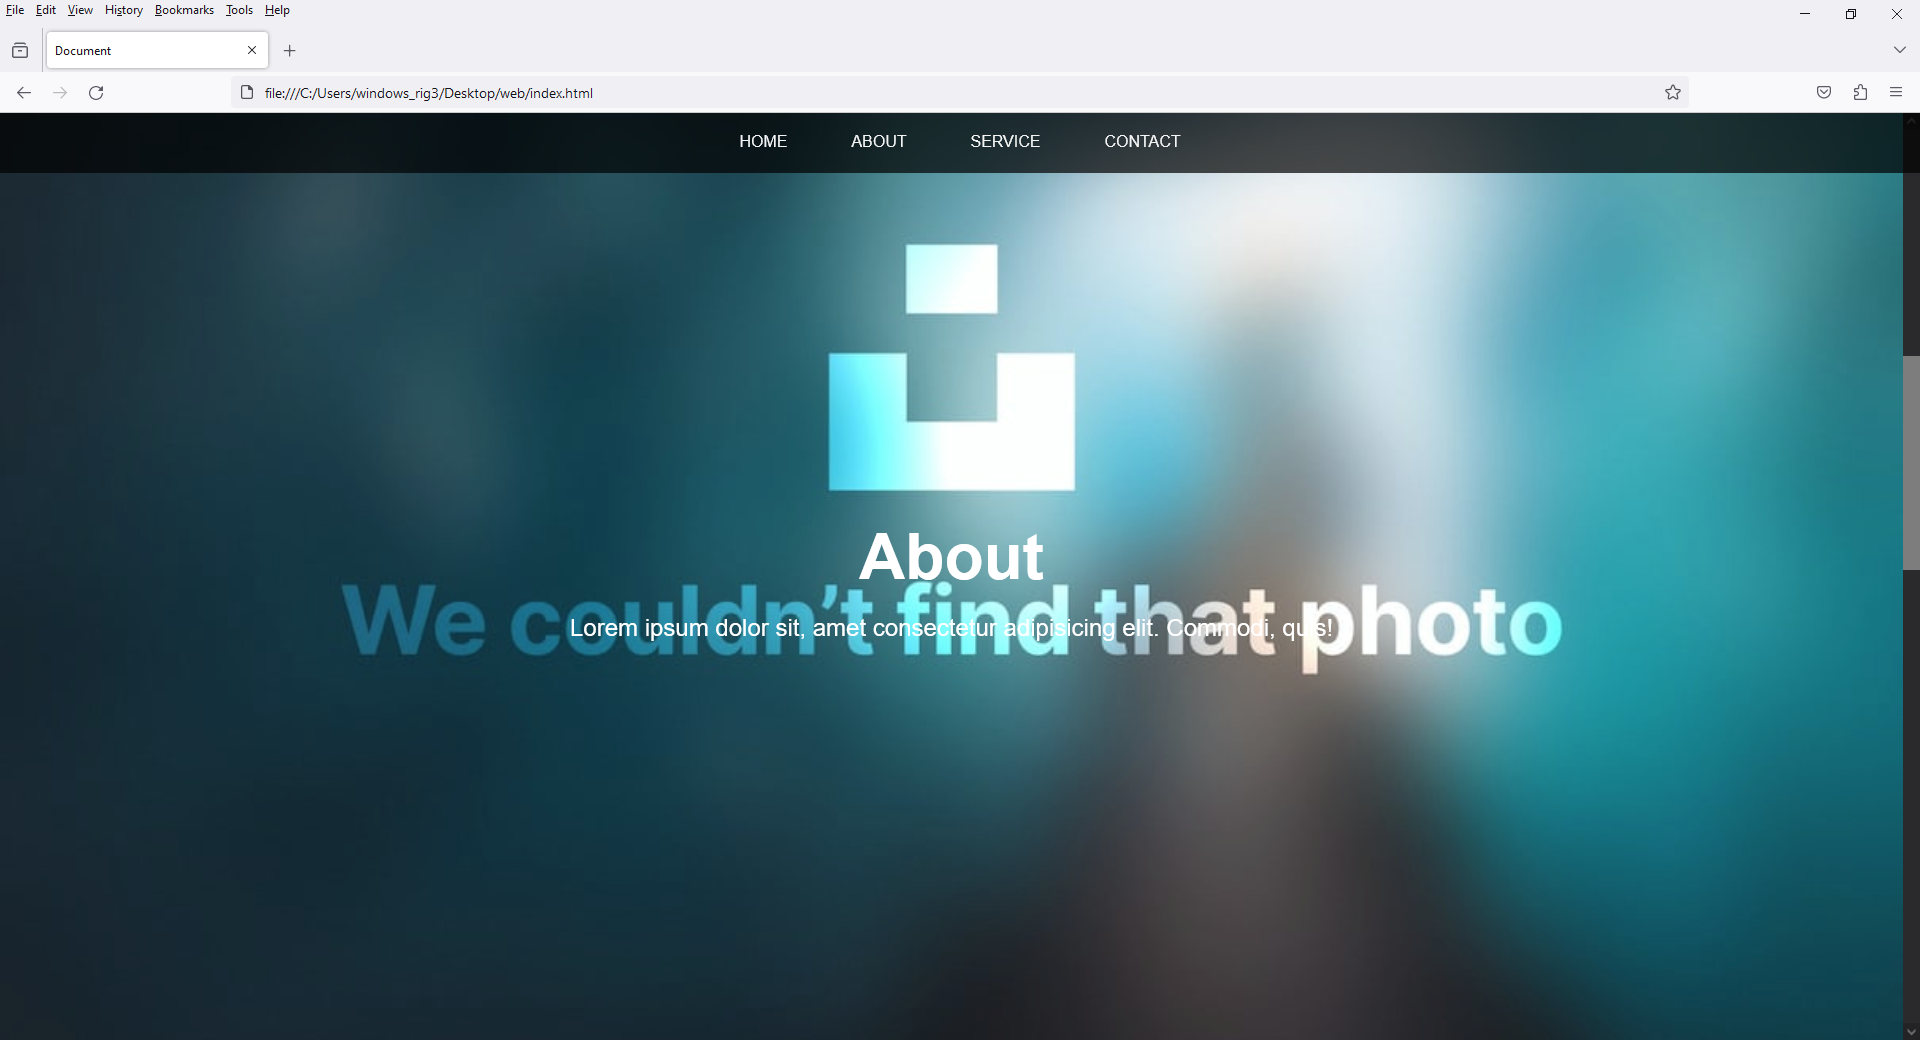 File Edit View History Bookmarks Tools Help
Document
file:///C:/Users/windows_rig3/Desktop/web/index.html
HOME ABOUT SERVICE CONTACT
About
We couldn’t find that photo
Lorem ipsum dolor sit, amet consectetur adipisicing elit. Commodi, quis!